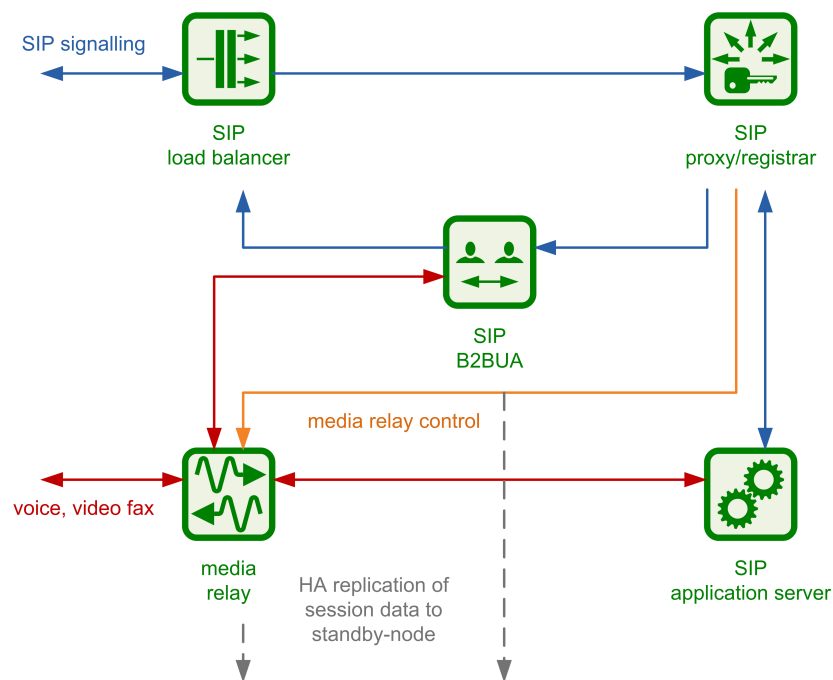 SIP signalling
SIP
load balancer
SIP
proxy/registrar
SIP
B2BUA
media relay control
voice, video fax
media
relay
HA replication of
session data to
standby-node
SIP
application server